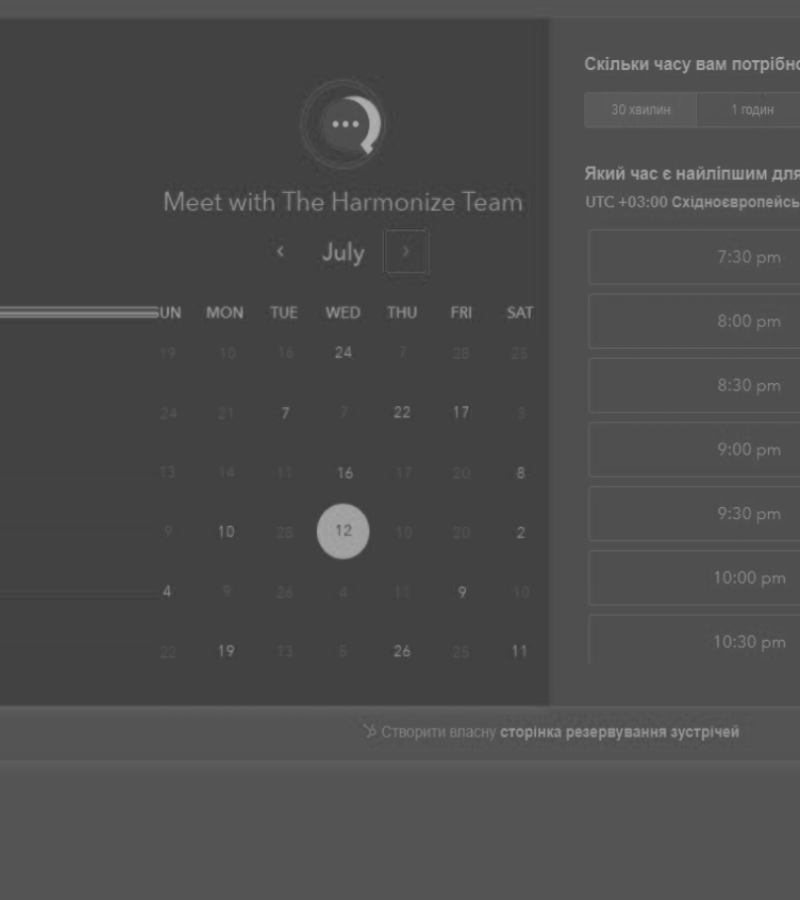 Скільки часу вам потрібно
30 хвилин 1 годин
Meet with The Harmonize Team
Який час є найліпшим для
UTC +03:00 Східноєвропейсь
‹ July ›
7:30 pm
SUN MON TUE WED THU FRI SAT
8:00 pm
19 10 16 24 7 28 25
8:30 pm
24 21 7 7 22 17 3
9:00 pm
13 14 11 16 17 20 8
9:30 pm
9 10 28 12 10 20 2
10:00 pm
4 9 26 4 11 9 10
10:30 pm
22 19 13 5 26 25 11
Створити власну сторінка резервування зустрічей